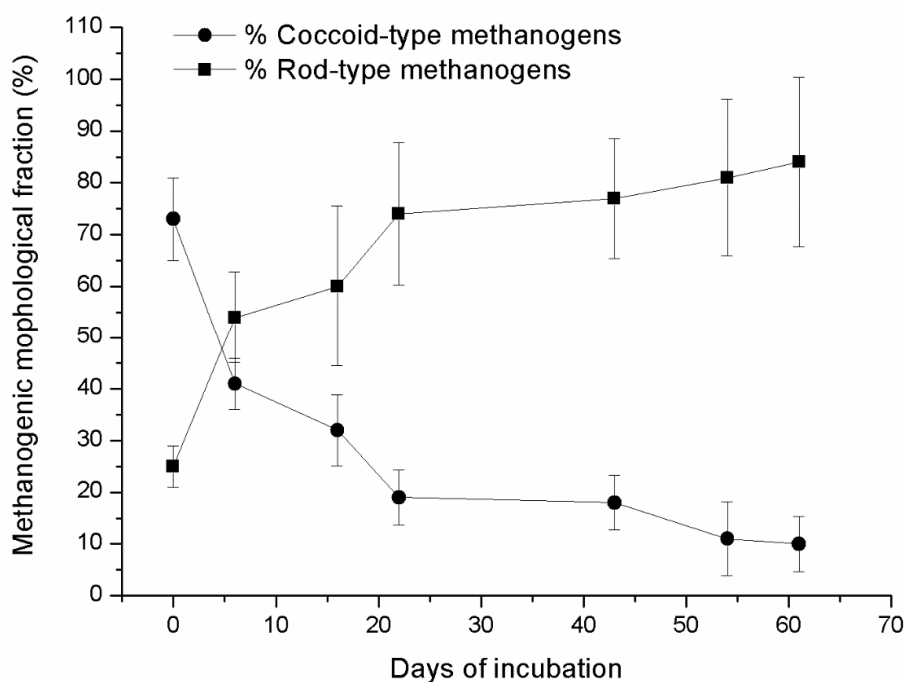 110
100
90
80
70
60
50
40
30
20
10
0
% Coccoid-type methanogens
% Rod-type methanogens
Methanogenic mophological fraction (%)
0 10 20 30 40 50 60 70
Days of incubation